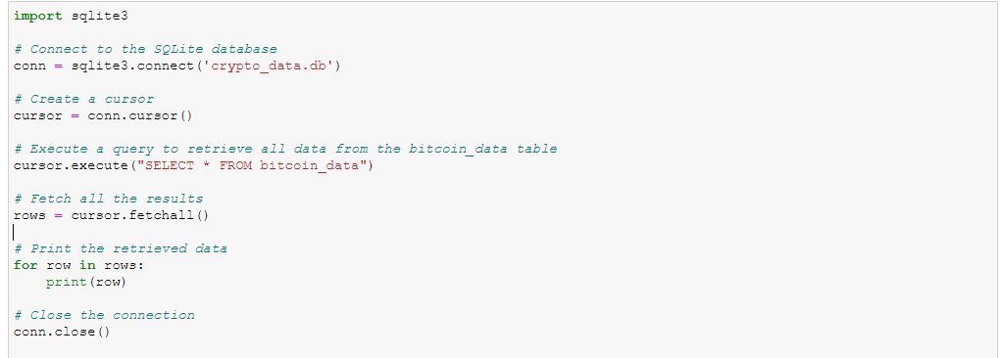 import sqlite3
# Connect to the SQLite database
conn = sqlite3.connect('crypto_data.db')
# Create a cursor
cursor = conn.cursor()
# Execute a query to retrieve all data from the bitcoin_data table
cursor.execute("SELECT * FROM bitcoin_data")
# Fetch all the results
rows = cursor.fetchall()
# Print the retrieved data
for row in rows:
    print(row)
# Close the connection
conn.close()